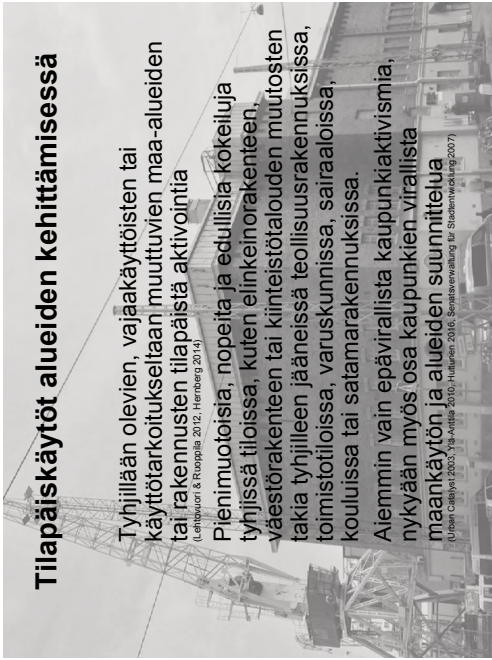 Tilapäiskäytöt alueiden kehittämisessä
Tyhjillään olevien, vajaakäyttöisten tai
käyttötarkoitukseltaan muuttuvien maa-alueiden
tai rakennusten tilapäistä aktivointia
(Lehtovuori & Ruoppila 2012, Hernberg 2014)
Pienimuotoisia, nopeita ja edullisia kokeiluja
tyhjissä tiloissa, kuten elinkeinorakenteen,
väestörakenteen tai kiinteistötalouden muutosten
takia tyhjilleen jääneissä teollisuusrakennuksissa,
toimistotiloissa, varuskunnissa, sairaaloissa,
kouluissa tai satamarakennuksissa.
Aiemmin vain epävirallista kaupunkiaktivismia,
nykyään myös osa kaupunkien virallista
maankäytön ja alueiden suunnittelua
(Urban Catalyst 2003, Ylä-Anttila 2010, Huttunen 2016, Senatsverwaltung für Stadtentwicklung 2007)